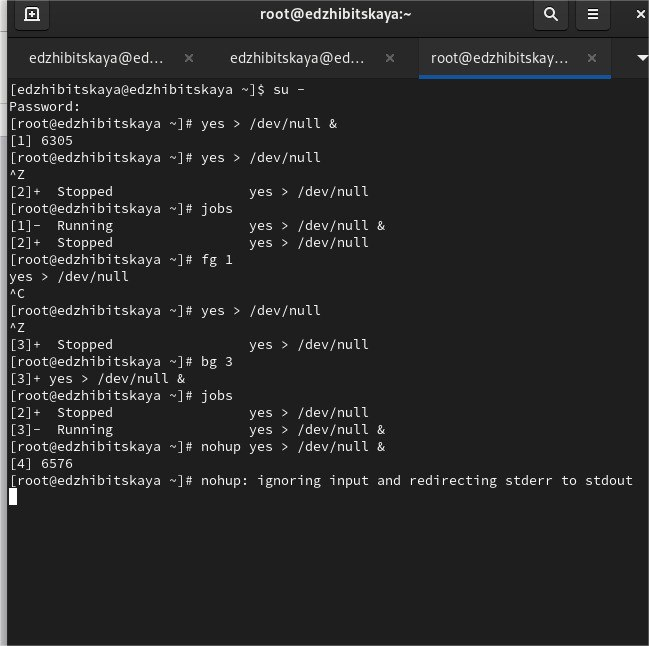 root@edzhibitskaya:~
edzhibitskaya@ed...
edzhibitskaya@ed...
root@edzhibitskay...
[edzhibitskaya@edzhibitskaya ~]$ su -
Password:
[root@edzhibitskaya ~]# yes > /dev/null &
[1] 6305
[root@edzhibitskaya ~]# yes > /dev/null
^Z
[2]+  Stopped                 yes > /dev/null
[root@edzhibitskaya ~]# jobs
[1]-  Running                 yes > /dev/null &
[2]+  Stopped                 yes > /dev/null
[root@edzhibitskaya ~]# fg 1
yes > /dev/null
^C
[root@edzhibitskaya ~]# yes > /dev/null
^Z
[3]+  Stopped                 yes > /dev/null
[root@edzhibitskaya ~]# bg 3
[3]+ yes > /dev/null &
[root@edzhibitskaya ~]# jobs
[2]+  Stopped                 yes > /dev/null
[3]-  Running                 yes > /dev/null &
[root@edzhibitskaya ~]# nohup yes > /dev/null &
[4] 6576
[root@edzhibitskaya ~]# nohup: ignoring input and redirecting stderr to stdout